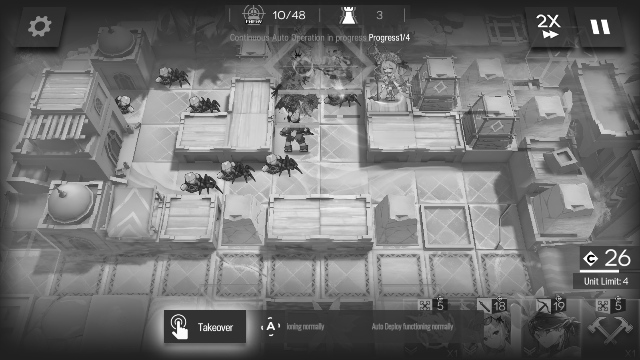 10/48
3
Continuous Auto Operation in progress Progress1/4
2X
26
Unit Limit: 4
5
18
19
5
Takeover
A
ioning normally
Auto Deploy functioning normally